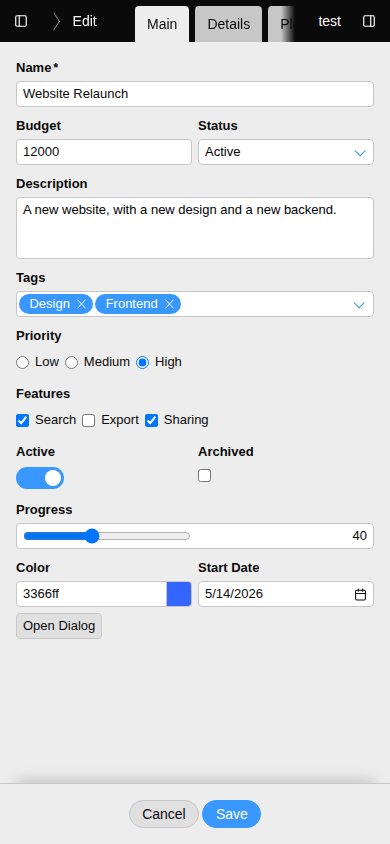 Edit Main Details Pl test
Name*
Website Relaunch
Budget Status
12000 Active
Description
A new website, with a new design and a new backend.
Tags
Design Frontend
Priority
Low Medium High
Features
Search Export Sharing
Active Archived
Progress
40
Color Start Date
3366ff 5/14/2026
Open Dialog
Cancel Save